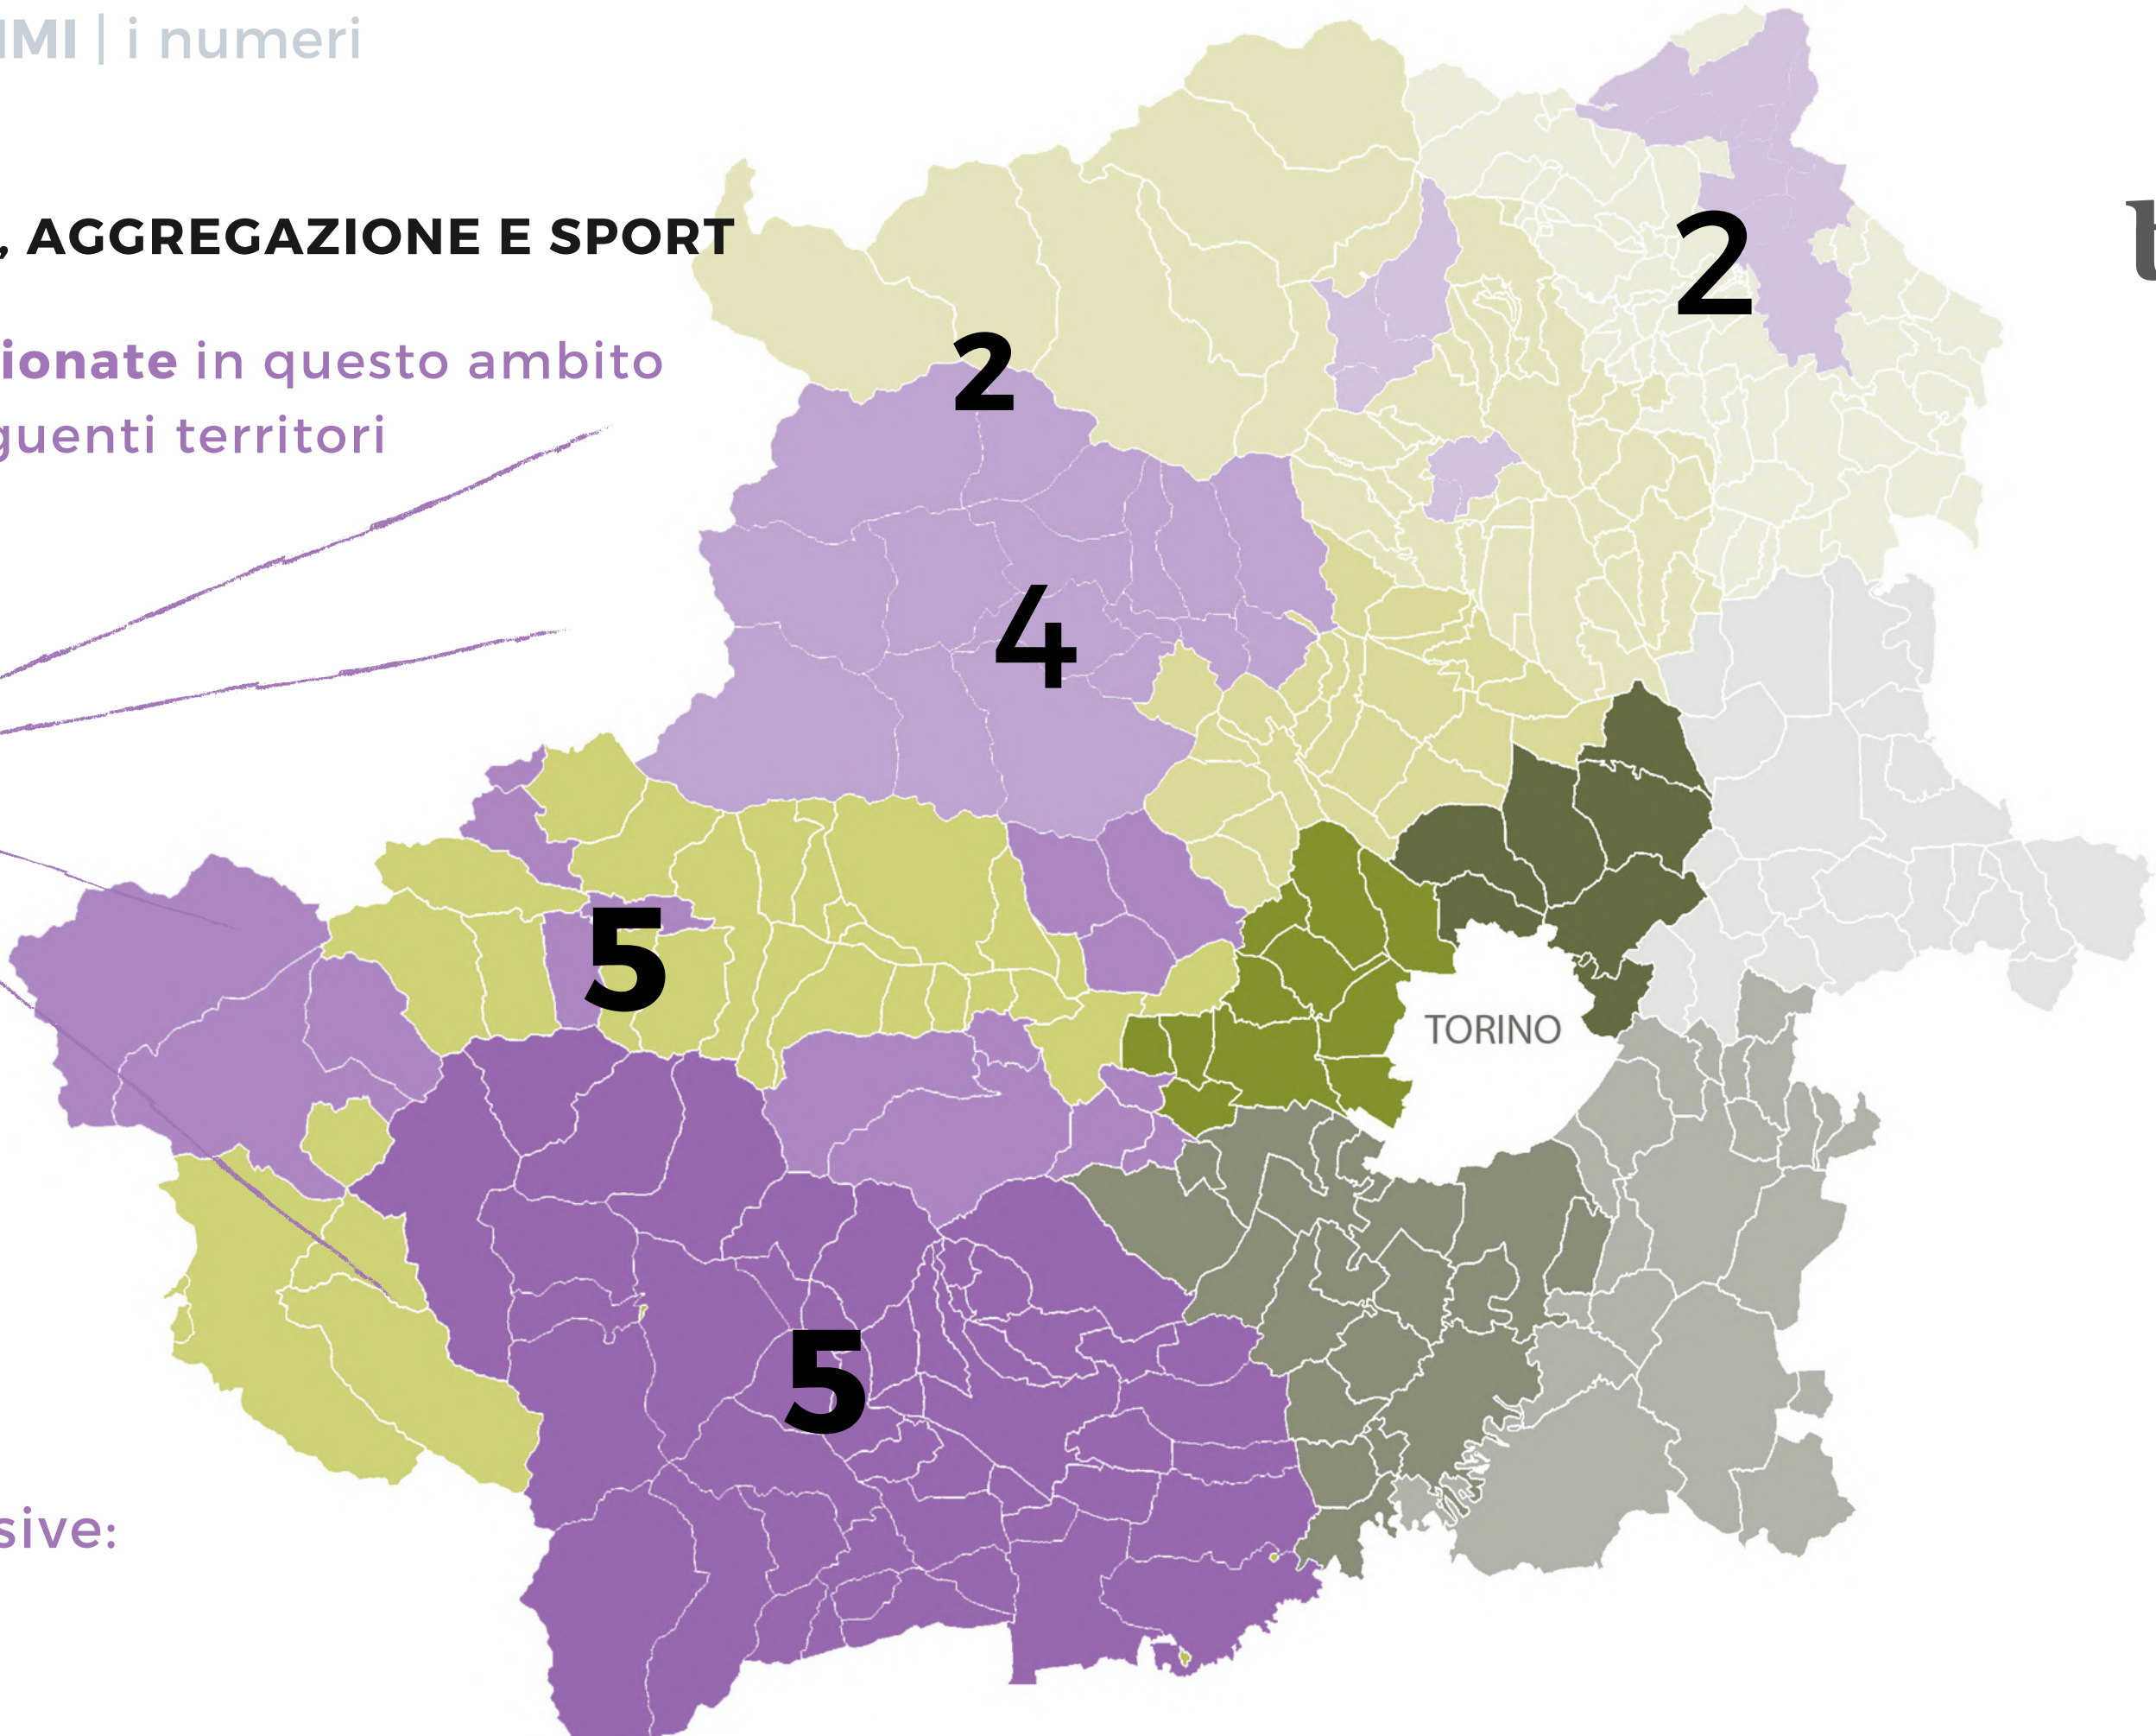 IMI | i numeri
, AGGREGAZIONE E SPORT
ionate in questo ambito
guenti territori
t
2
2
4
5
TORINO
5
sive: